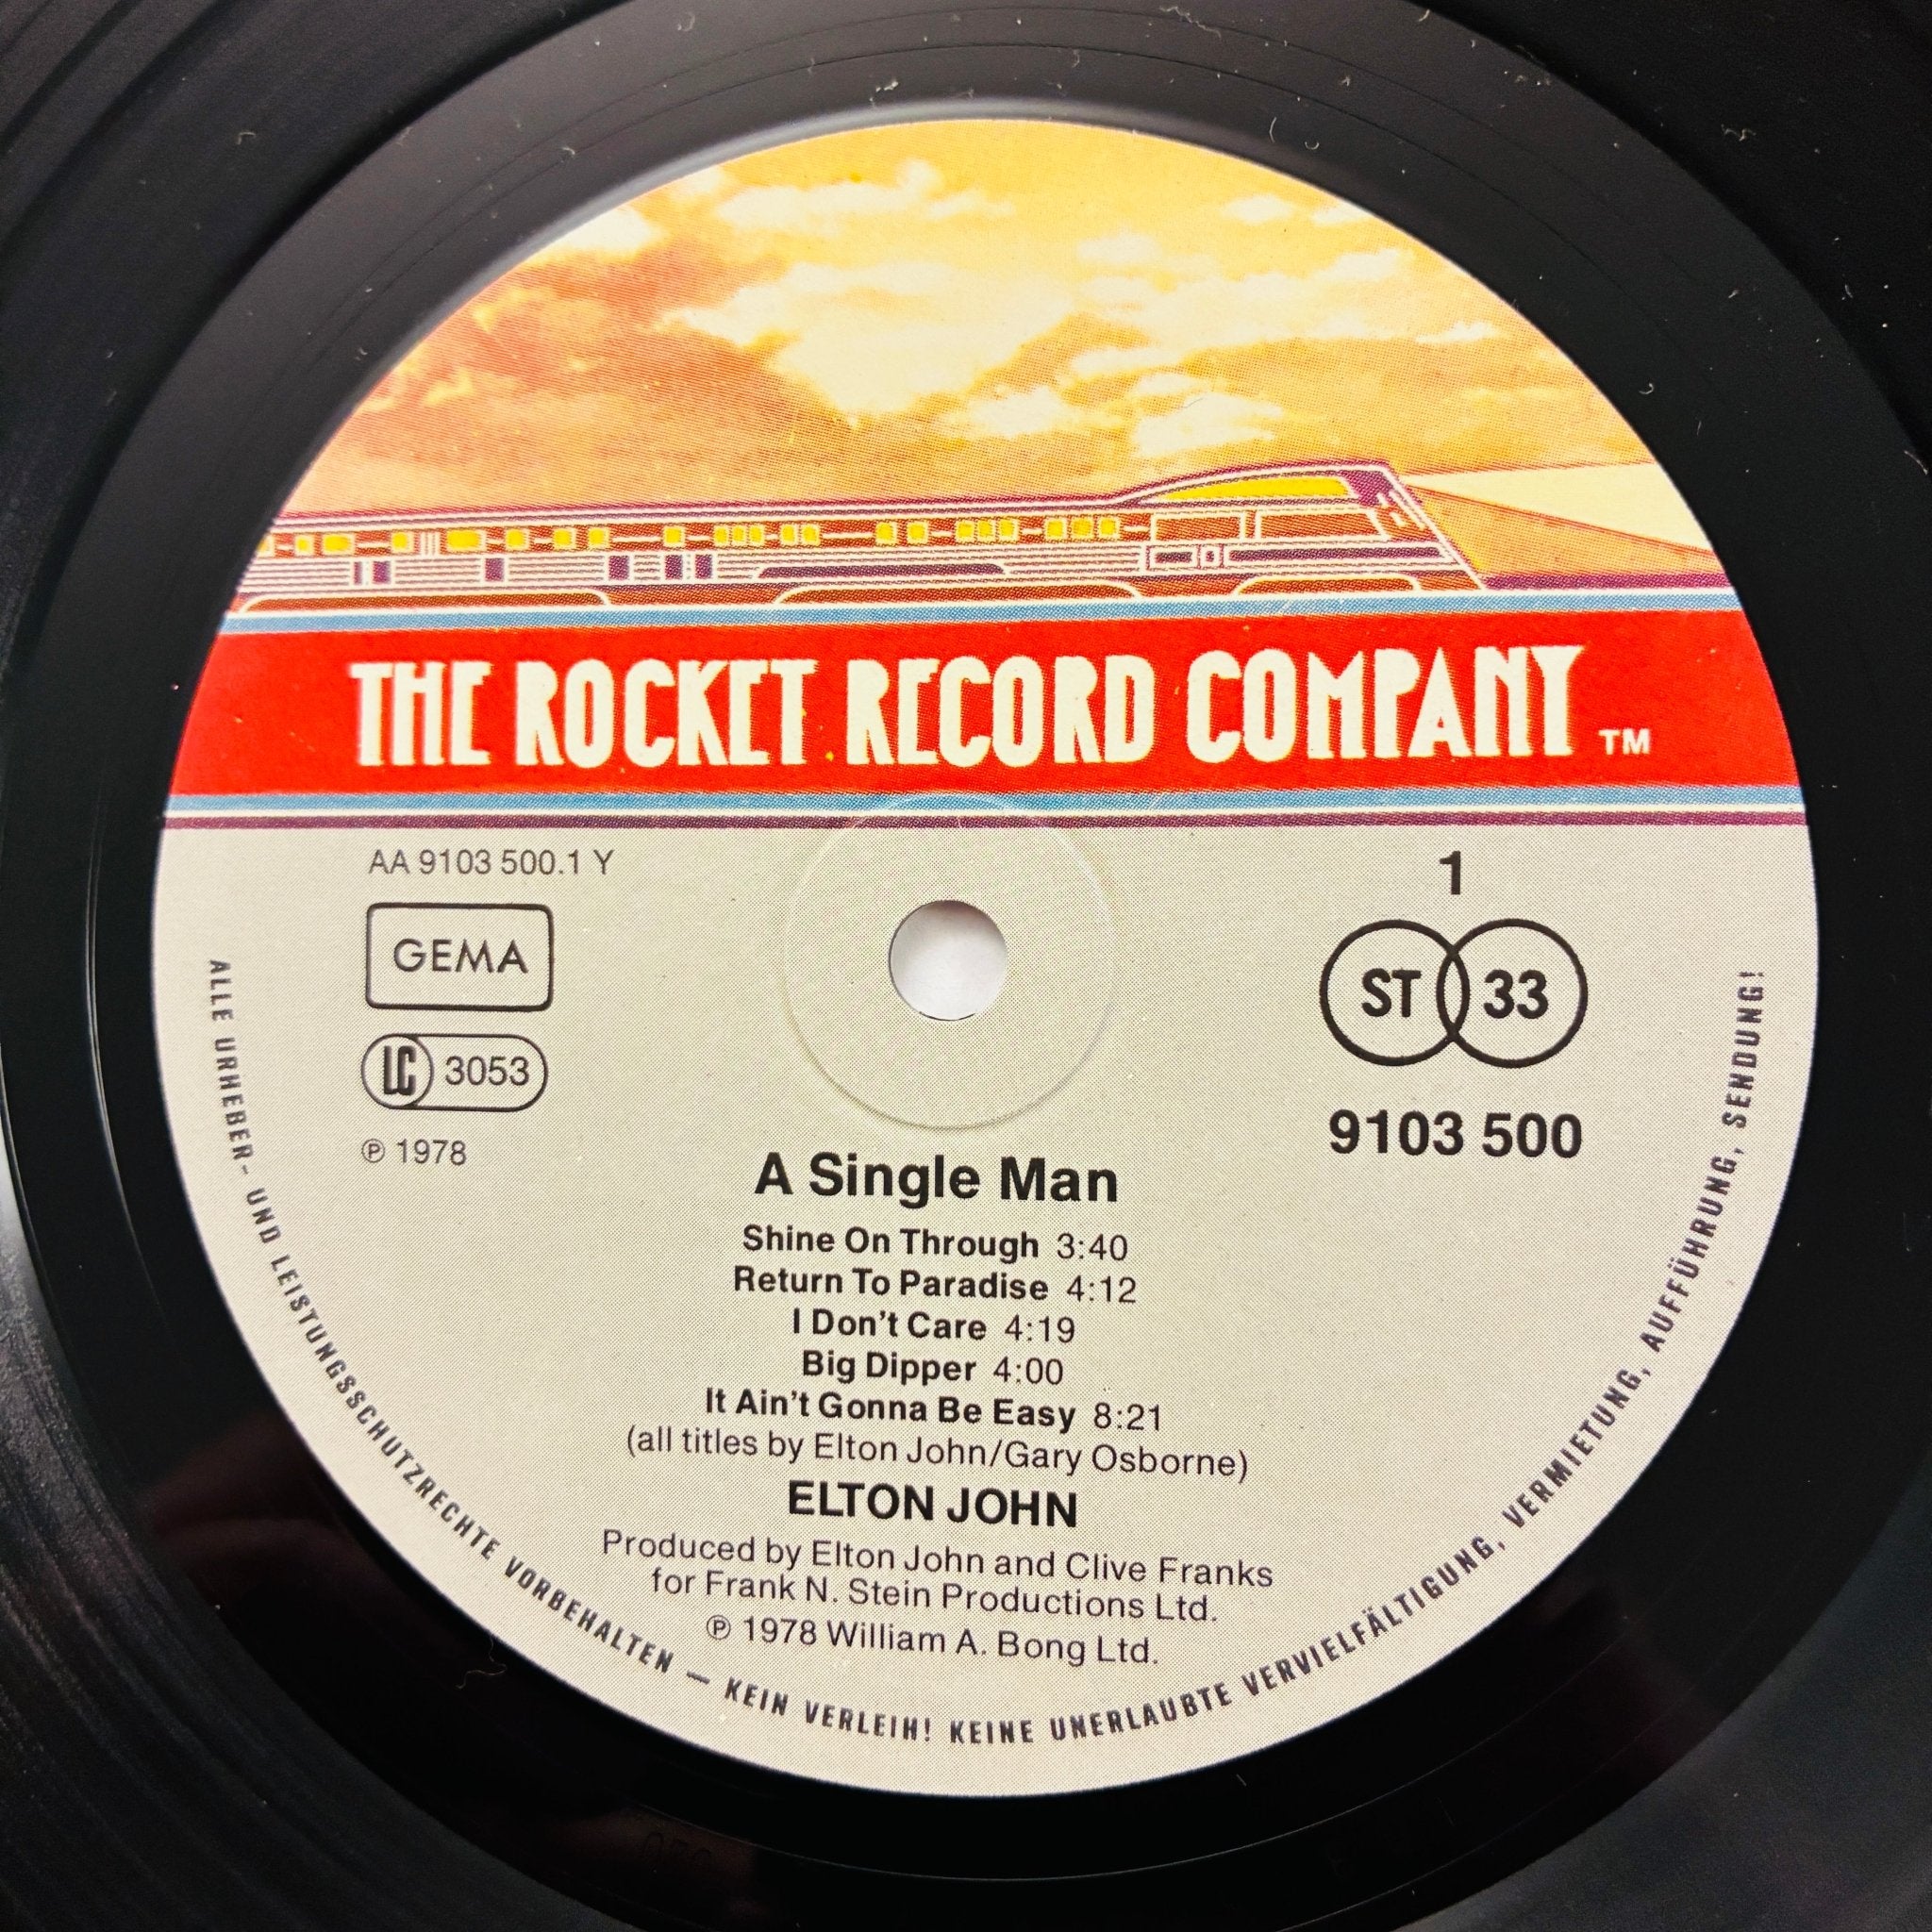 THE ROCKET RECORD COMPANY TM
AA 9103 500.1 Y
GEMA
LC 3053
℗ 1978
1
ST 33
9103 500
A Single Man
Shine On Through 3:40
Return To Paradise 4:12
I Don't Care 4:19
Big Dipper 4:00
It Ain't Gonna Be Easy 8:21
(all titles by Elton John/Gary Osborne)
ELTON JOHN
Produced by Elton John and Clive Franks
for Frank N. Stein Productions Ltd.
℗ 1978 William A. Bong Ltd.
ALLE URHEBER- UND LEISTUNGSSCHUTZRECHTE VORBEHALTEN — KEIN VERLEIH! KEINE UNERLAUBTE VERVIELFÄLTIGUNG, VERMIETUNG, AUFFÜHRUNG, SENDUNG!